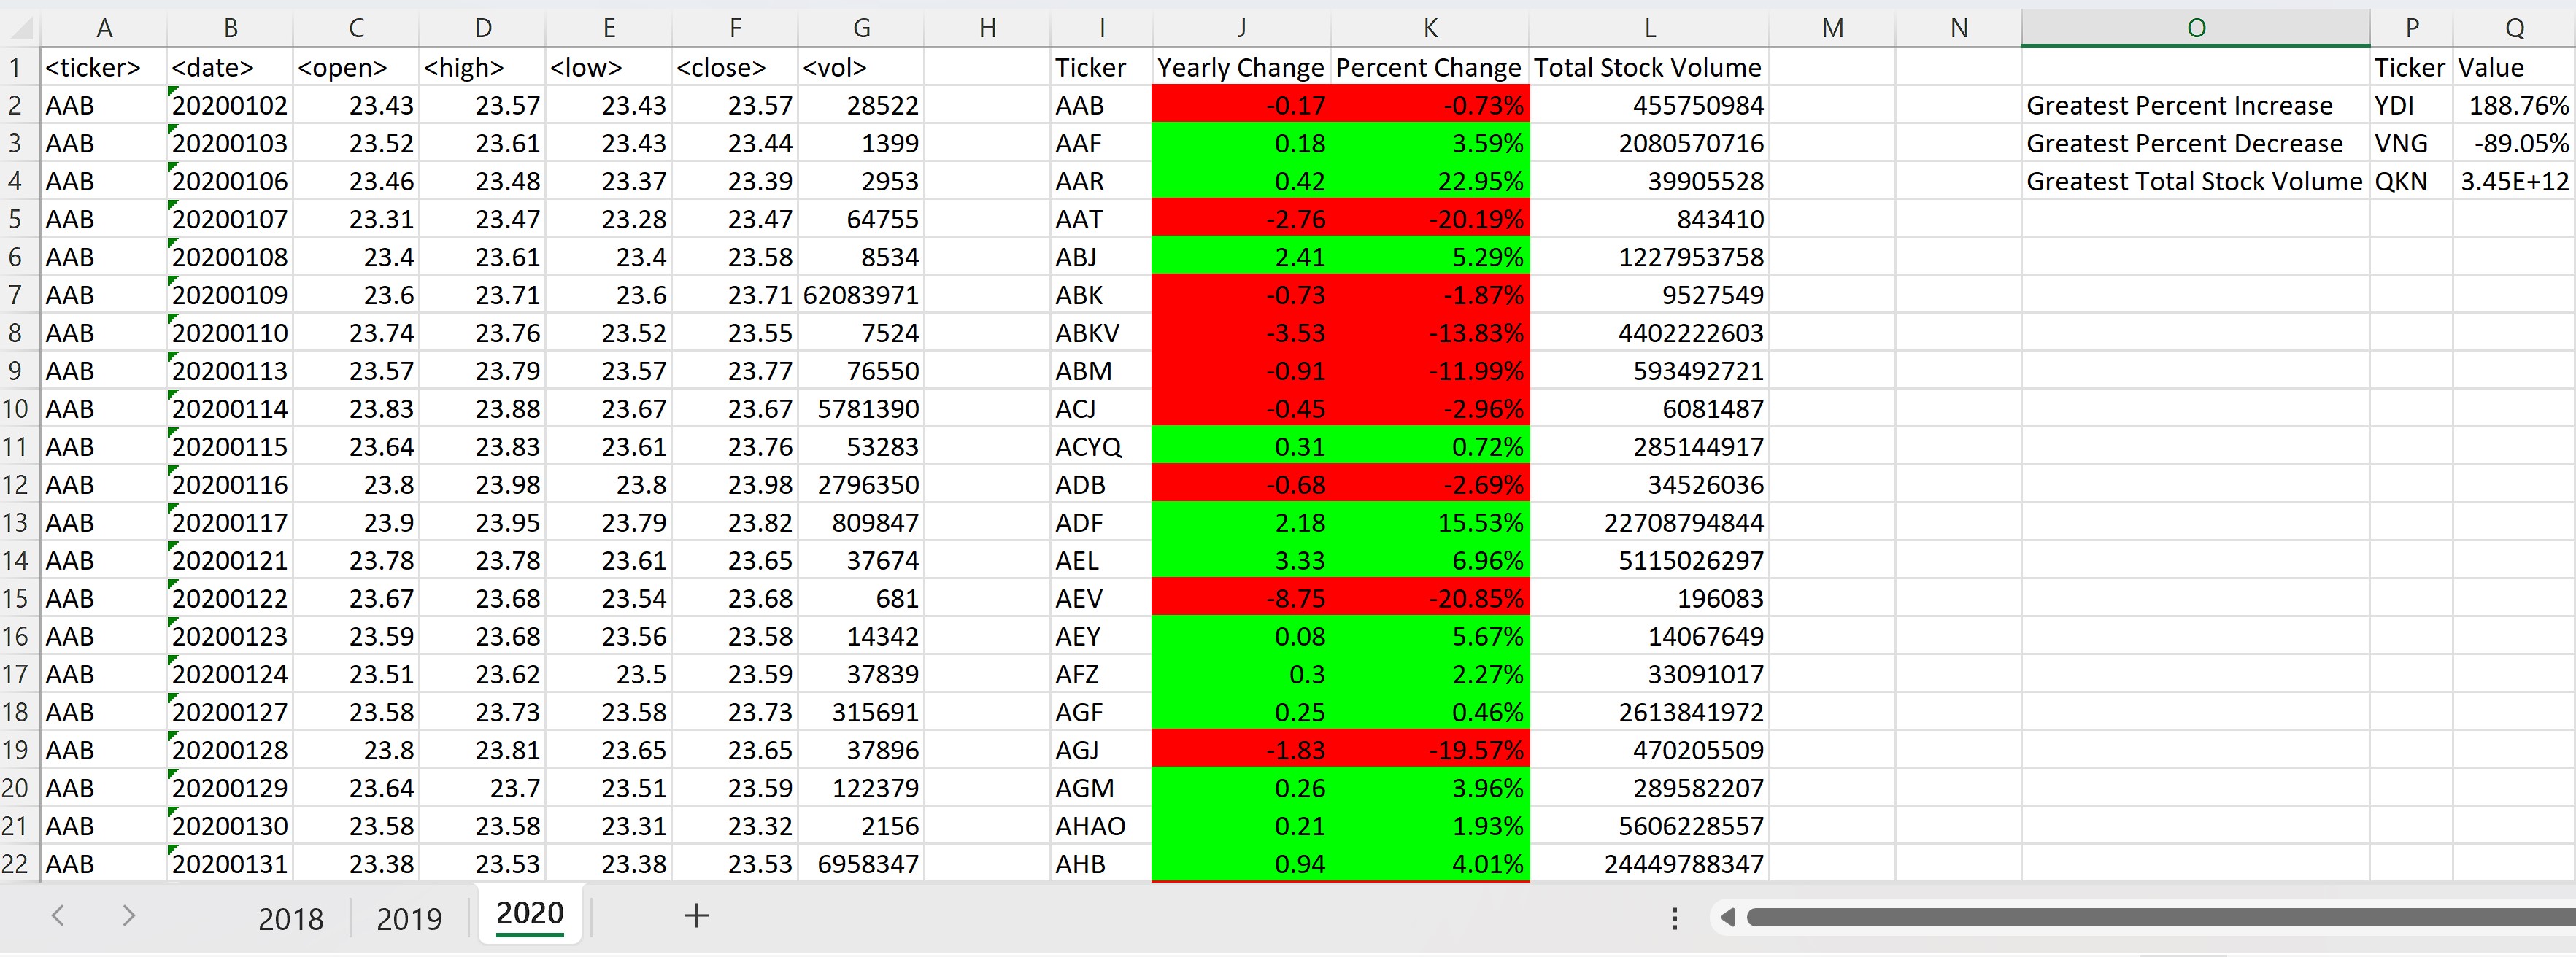 A B C D E F G H I J K L M N O P Q
1 <ticker> <date> <open> <high> <low> <close> <vol> Ticker Yearly Change Percent Change Total Stock Volume Ticker Value
2 AAB 20200102 23.43 23.57 23.43 23.57 28522 AAB -0.17 -0.73% 455750984 Greatest Percent Increase YDI 188.76%
3 AAB 20200103 23.52 23.61 23.43 23.44 1399 AAF 0.18 3.59% 2080570716 Greatest Percent Decrease VNG -89.05%
4 AAB 20200106 23.46 23.48 23.37 23.39 2953 AAR 0.42 22.95% 39905528 Greatest Total Stock Volume QKN 3.45E+12
5 AAB 20200107 23.31 23.47 23.28 23.47 64755 AAT -2.76 -20.19% 843410
6 AAB 20200108 23.4 23.61 23.4 23.58 8534 ABJ 2.41 5.29% 1227953758
7 AAB 20200109 23.6 23.71 23.6 23.71 62083971 ABK -0.73 -1.87% 9527549
8 AAB 20200110 23.74 23.76 23.52 23.55 7524 ABKV -3.53 -13.83% 4402222603
9 AAB 20200113 23.57 23.79 23.57 23.77 76550 ABM -0.91 -11.99% 593492721
10 AAB 20200114 23.83 23.88 23.67 23.67 5781390 ACJ -0.45 -2.96% 6081487
11 AAB 20200115 23.64 23.83 23.61 23.76 53283 ACYQ 0.31 0.72% 285144917
12 AAB 20200116 23.8 23.98 23.8 23.98 2796350 ADB -0.68 -2.69% 34526036
13 AAB 20200117 23.9 23.95 23.79 23.82 809847 ADF 2.18 15.53% 22708794844
14 AAB 20200121 23.78 23.78 23.61 23.65 37674 AEL 3.33 6.96% 5115026297
15 AAB 20200122 23.67 23.68 23.54 23.68 681 AEV -8.75 -20.85% 196083
16 AAB 20200123 23.59 23.68 23.56 23.58 14342 AEY 0.08 5.67% 14067649
17 AAB 20200124 23.51 23.62 23.5 23.59 37839 AFZ 0.3 2.27% 33091017
18 AAB 20200127 23.58 23.73 23.58 23.73 315691 AGF 0.25 0.46% 2613841972
19 AAB 20200128 23.8 23.81 23.65 23.65 37896 AGJ -1.83 -19.57% 470205509
20 AAB 20200129 23.64 23.7 23.51 23.59 122379 AGM 0.26 3.96% 289582207
21 AAB 20200130 23.58 23.58 23.31 23.32 2156 AHAO 0.21 1.93% 5606228557
22 AAB 20200131 23.38 23.53 23.38 23.53 6958347 AHB 0.94 4.01% 24449788347
2018 2019 2020